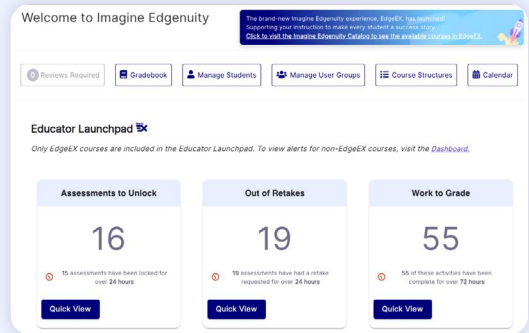 Welcome to Imagine Edgenuity
The brand-new Imagine Edgenuity experience, EdgeEX, has launched!
Supporting your instruction to make every student a success story.
Click to visit the Imagine Edgenuity Catalog to see the available courses in EdgeEX.
0 Reviews Required
Gradebook
Manage Students
Manage User Groups
Course Structures
Calendar
Educator Launchpad EX
Only EdgeEX courses are included in the Educator Launchpad. To view alerts for non-EdgeEX courses, visit the Dashboard.
Assessments to Unlock
16
15 assessments have been locked for
over 24 hours
Quick View
Out of Retakes
19
19 assessments have had a retake
requested for over 24 hours
Quick View
Work to Grade
55
55 of these activities have been
complete for over 72 hours
Quick View